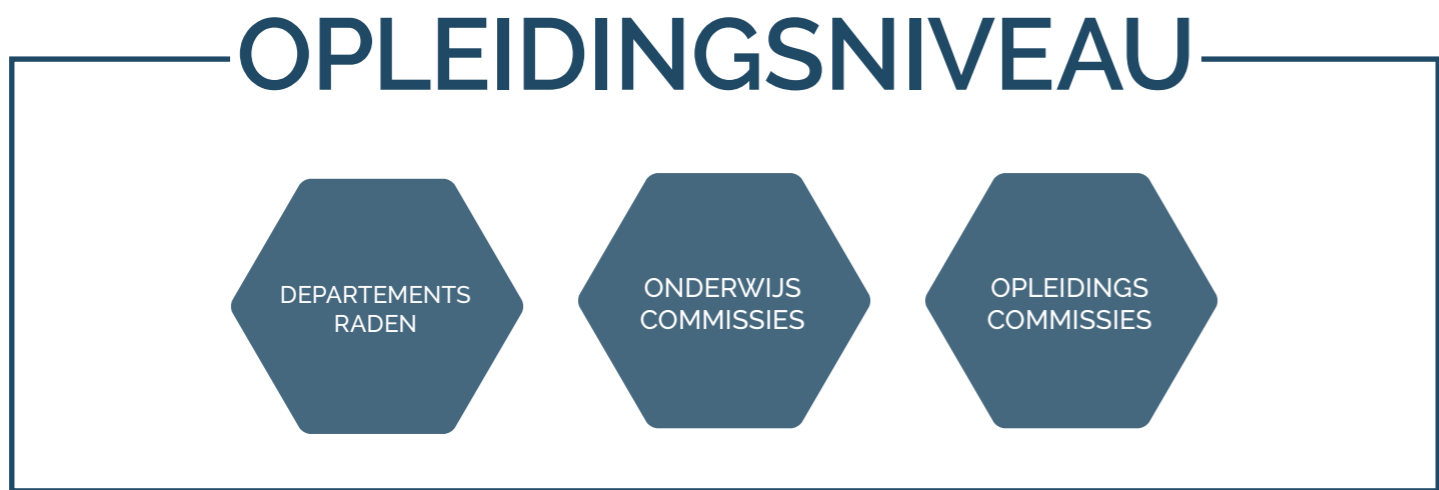 OPLEIDINGSNIVEAU
DEPARTEMENTS
RADEN
ONDERWIJS
COMMISSIES
OPLEIDINGS
COMMISSIES